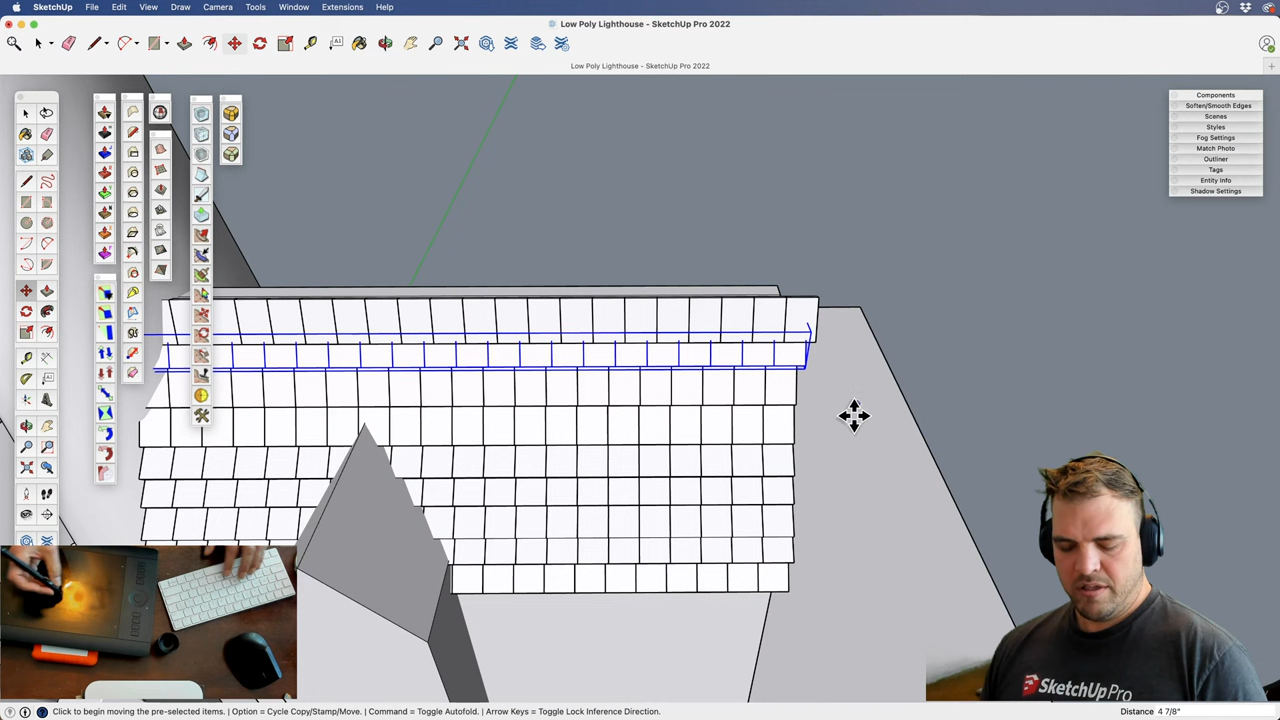 SketchUp File Edit View Draw Camera Tools Window Extensions Help
Low Poly Lighthouse - SketchUp Pro 2022
Low Poly Lighthouse - SketchUp Pro 2022
Components
Soften/Smooth Edges
Scenes
Styles
Fog Settings
Match Photo
Outliner
Tags
Entity Info
Shadow Settings
SketchUp Pro
Click to begin moving the pre-selected items. | Option = Cycle Copy/Stamp/Move. | Command = Toggle Autofold. | Arrow Keys = Toggle Lock Inference Direction. Distance 4 7/8"